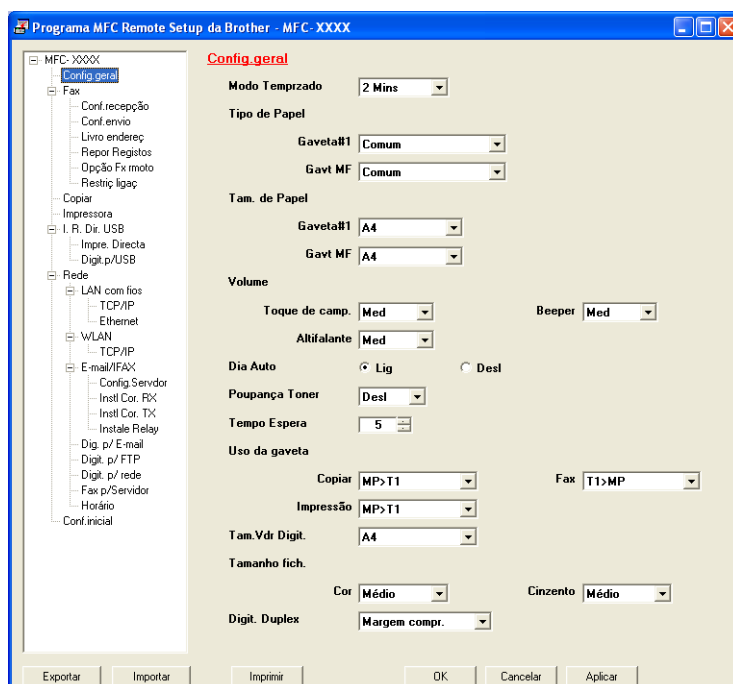 Programa MFC Remote Setup da Brother - MFC- XXXX
MFC- XXXX
Config.geral
Fax
Conf.recepção
Conf.envio
Livro endereç
Repor Registos
Opção Fx rmoto
Restriç ligaç
Copiar
Impressora
I. R. Dir. USB
Impre. Directa
Digit.p/USB
Rede
LAN com fios
TCP/IP
Ethernet
WLAN
TCP/IP
E-mail/IFAX
Config.Servdor
Instl Cor. RX
Instl Cor. TX
Instale Relay
Dig. p/ E-mail
Digit. p/ FTP
Digit. p/ rede
Fax p/Servidor
Horário
Conf.inicial
Config.geral
Modo Temprzado 2 Mins
Tipo de Papel
Gaveta#1 Comum
Gavt MF Comum
Tam. de Papel
Gaveta#1 A4
Gavt MF A4
Volume
Toque de camp. Med Beeper Med
Altifalante Med
Dia Auto Lig Desl
Poupança Toner Desl
Tempo Espera 5
Uso da gaveta
Copiar MP>T1 Fax T1>MP
Impressão MP>T1
Tam.Vdr Digit. A4
Tamanho fich.
Cor Médio Cinzento Médio
Digit. Duplex Margem compr.
Exportar Importar Imprimir OK Cancelar Aplicar